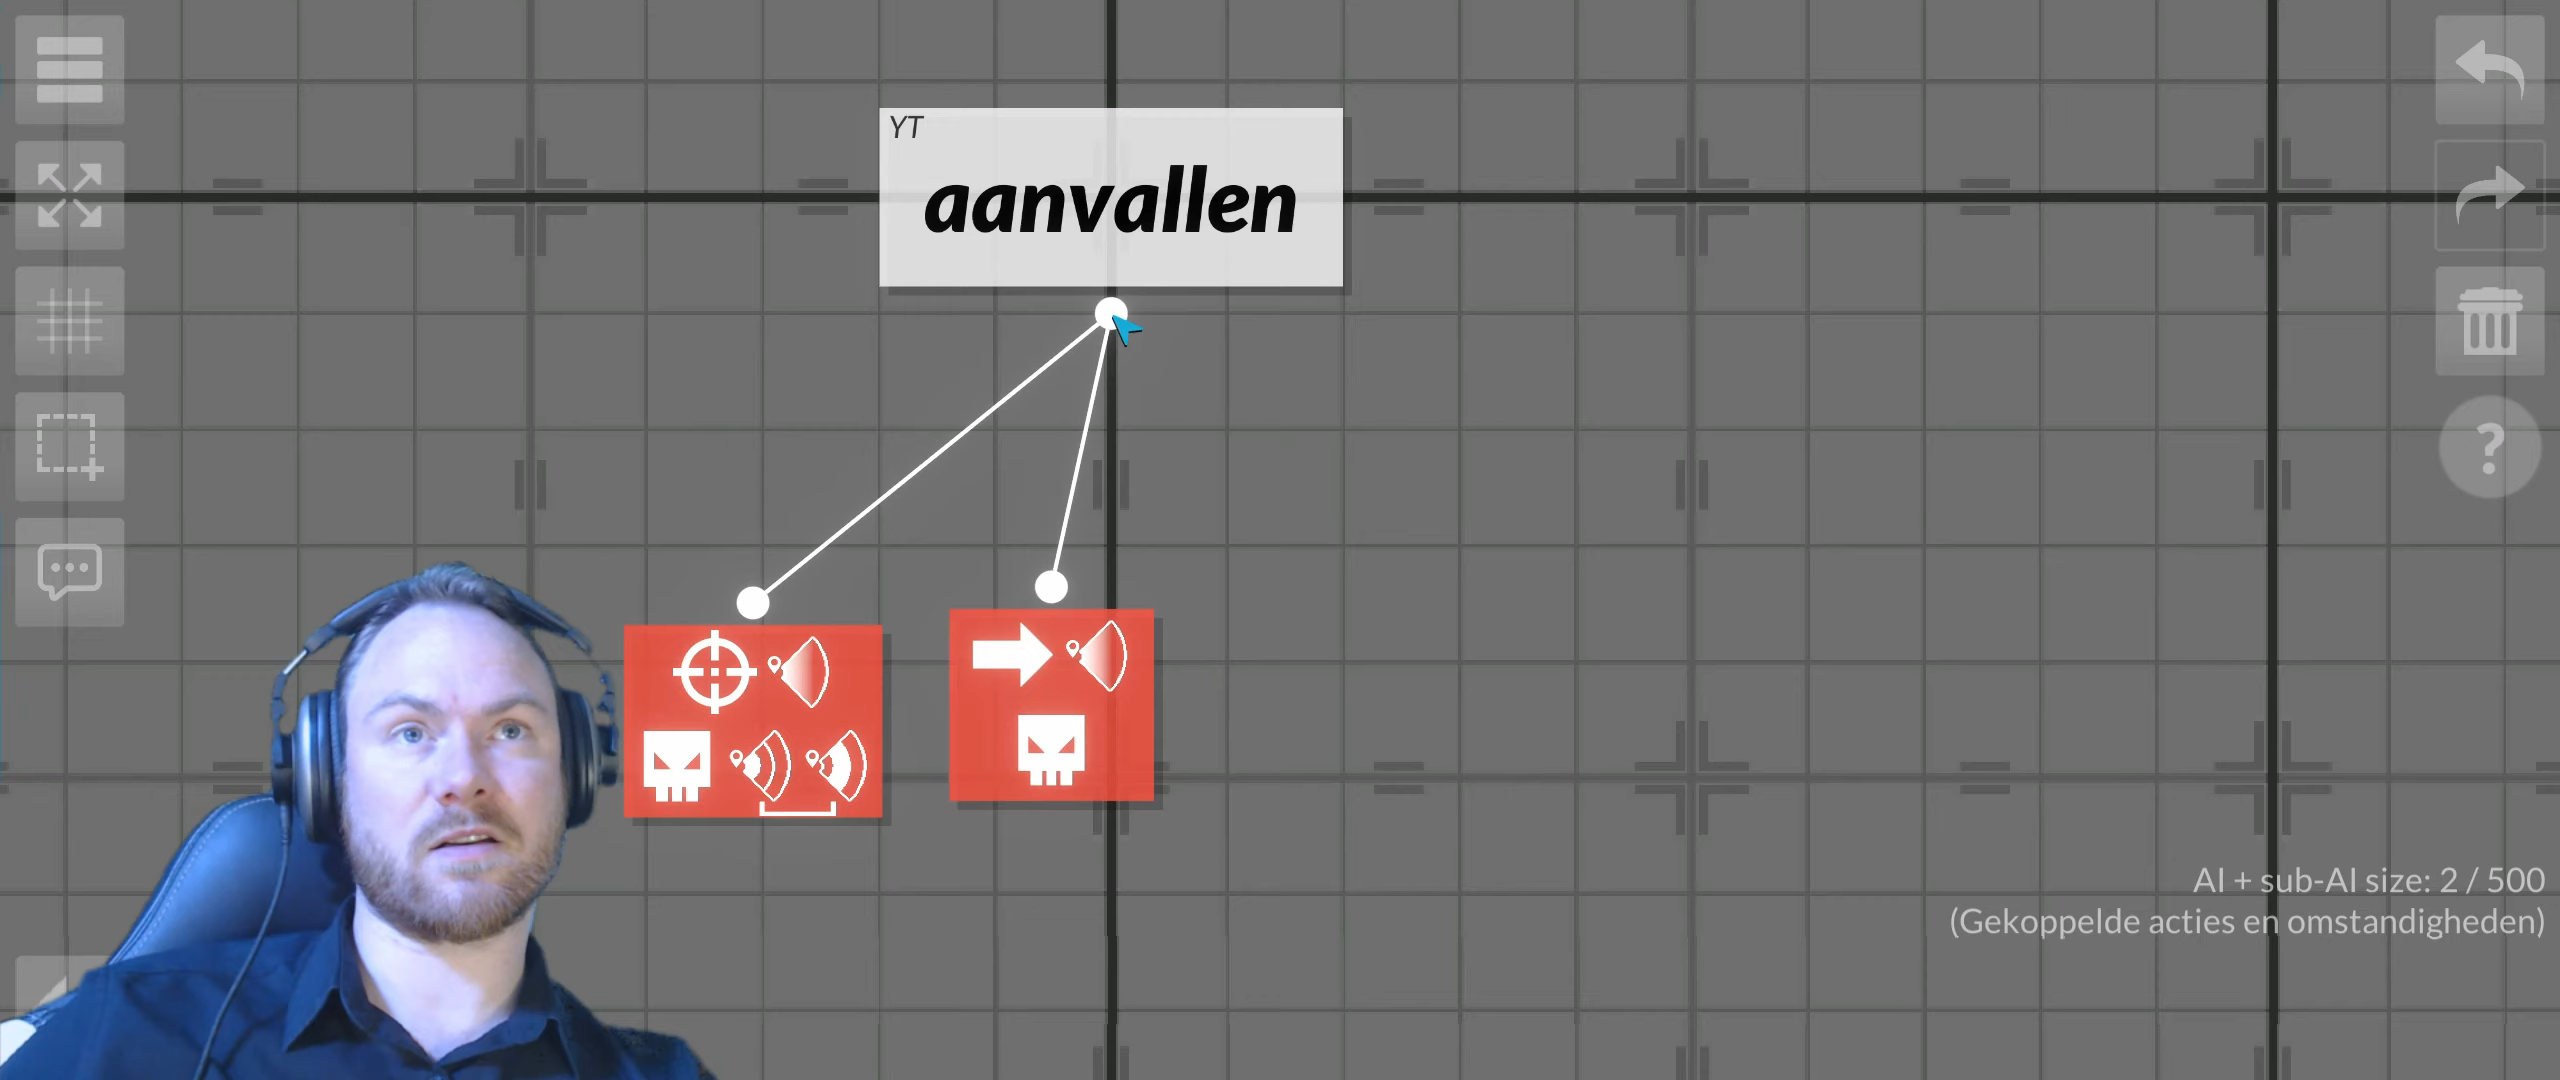 YT
aanvallen
?
AI + sub-AI size: 2 / 500
(Gekoppelde acties en omstandigheden)